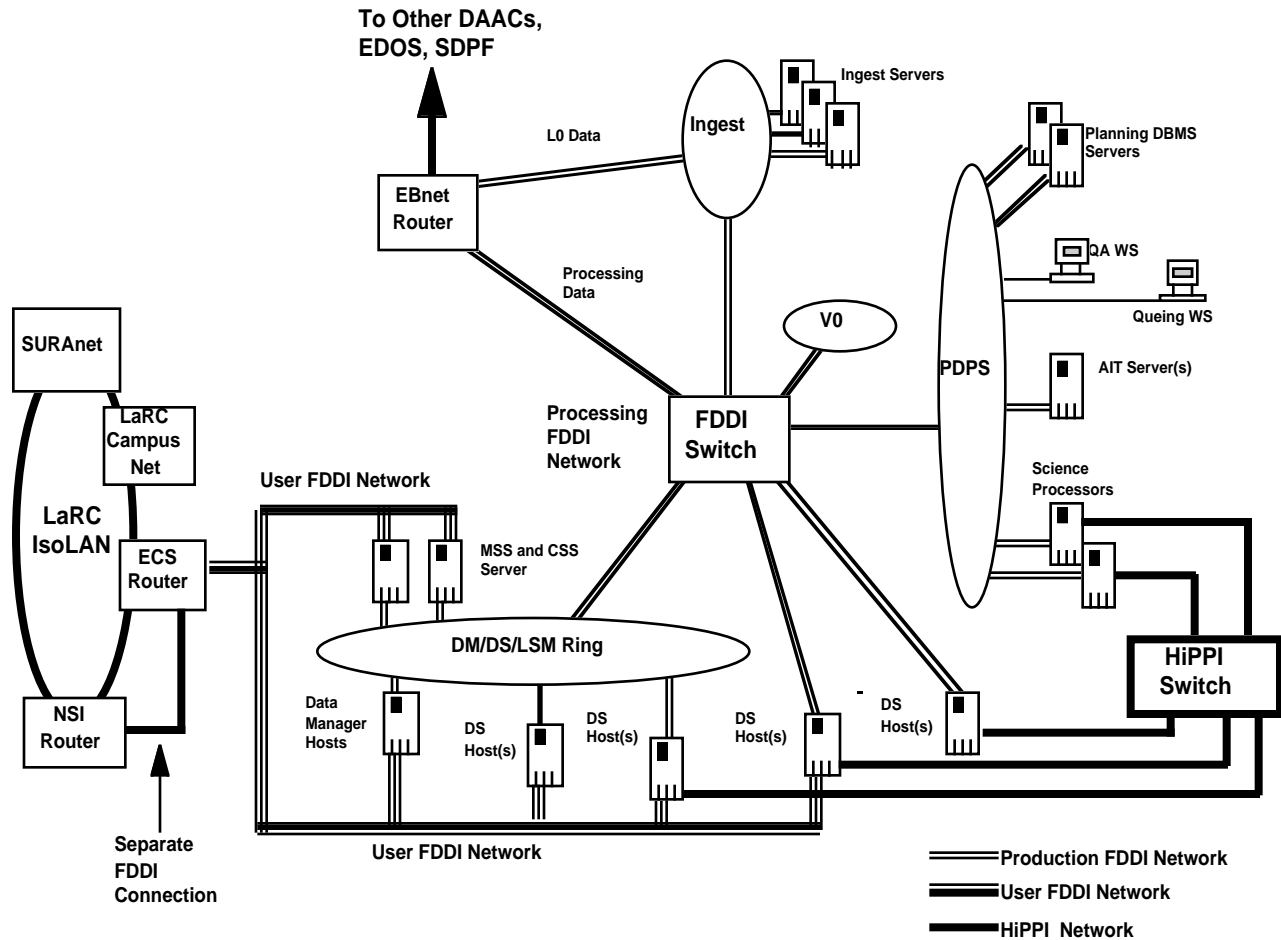 To Other DAACs,
EDOS, SDPF
Ingest Servers
Ingest
L0 Data
Planning DBMS
Servers
EBnet
Router
QA WS
Processing
Data
Queing WS
V0
SURAnet
PDPS
AIT Server(s)
LaRC
Campus
Net
Processing
FDDI
Network
FDDI
Switch
User FDDI Network
Science
Processors
LaRC
IsoLAN
ECS
Router
MSS and CSS
Server
DM/DS/LSM Ring
HiPPI
Switch
NSI
Router
Data
Manager
Hosts
DS
Host(s)
DS
Host(s)
DS
Host(s)
DS
Host(s)
Separate
FDDI
Connection
User FDDI Network
Production FDDI Network
User FDDI Network
HiPPI Network